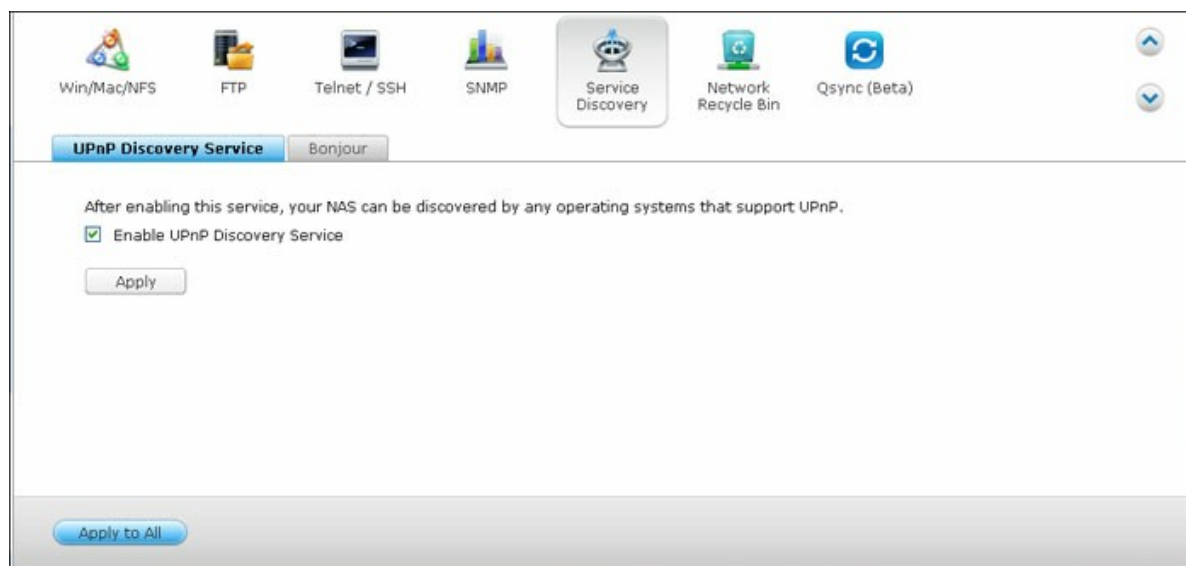 Win/Mac/NFS
FTP
Telnet / SSH
SNMP
Service
Discovery
Network
Recycle Bin
Qsync (Beta)
UPnP Discovery Service
Bonjour
After enabling this service, your NAS can be discovered by any operating systems that support UPnP.
Enable UPnP Discovery Service
Apply
Apply to All